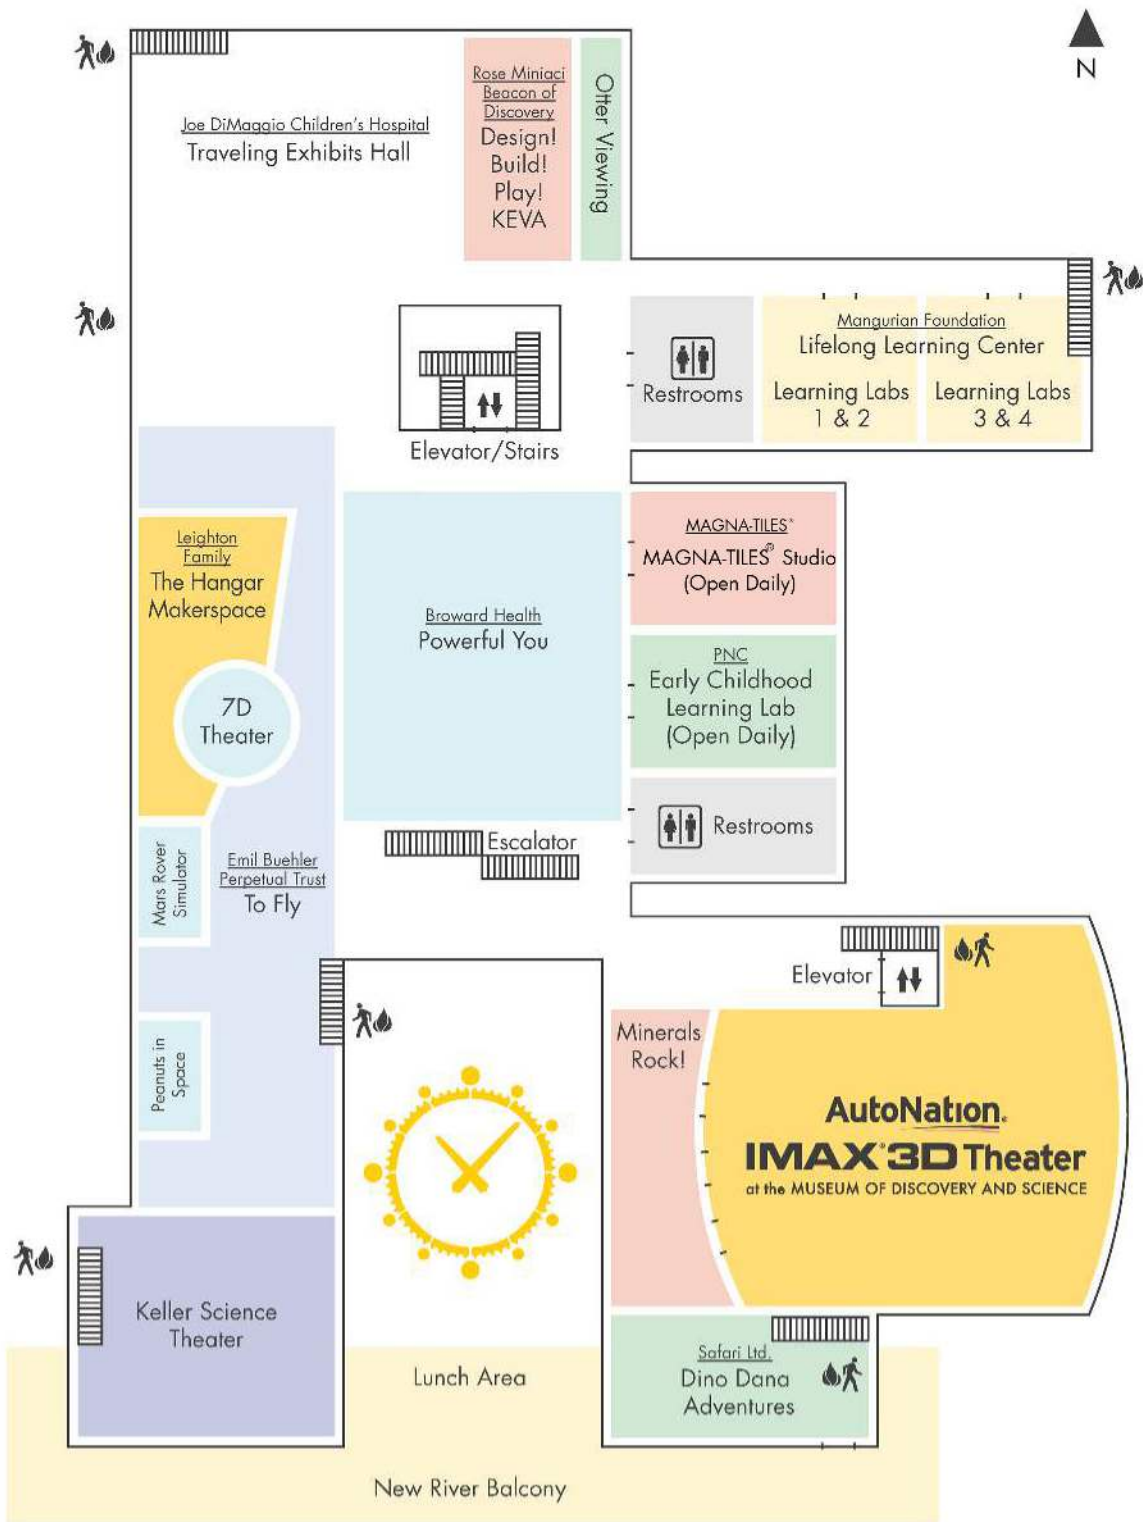 N
Joe DiMaggio Children's Hospital
Traveling Exhibits Hall
Rose Miniaci
Beacon of
Discovery
Design!
Build!
Play!
KEVA
Otter Viewing
Elevator/Stairs
Restrooms
Mangurian Foundation
Lifelong Learning Center
Learning Labs
1 & 2
Learning Labs
3 & 4
Leighton
Family
The Hangar
Makerspace
7D
Theater
Broward Health
Powerful You
MAGNA-TILES®
MAGNA-TILES® Studio
(Open Daily)
PNC
Early Childhood
Learning Lab
(Open Daily)
Restrooms
Escalator
Mars Rover
Simulator
Emil Buehler
Perpetual Trust
To Fly
Peanuts in
Space
Elevator
Minerals
Rock!
AutoNation®
IMAX® 3D Theater
at the MUSEUM OF DISCOVERY AND SCIENCE
Keller Science
Theater
Lunch Area
Safari Ltd.
Dino Dana
Adventures
New River Balcony